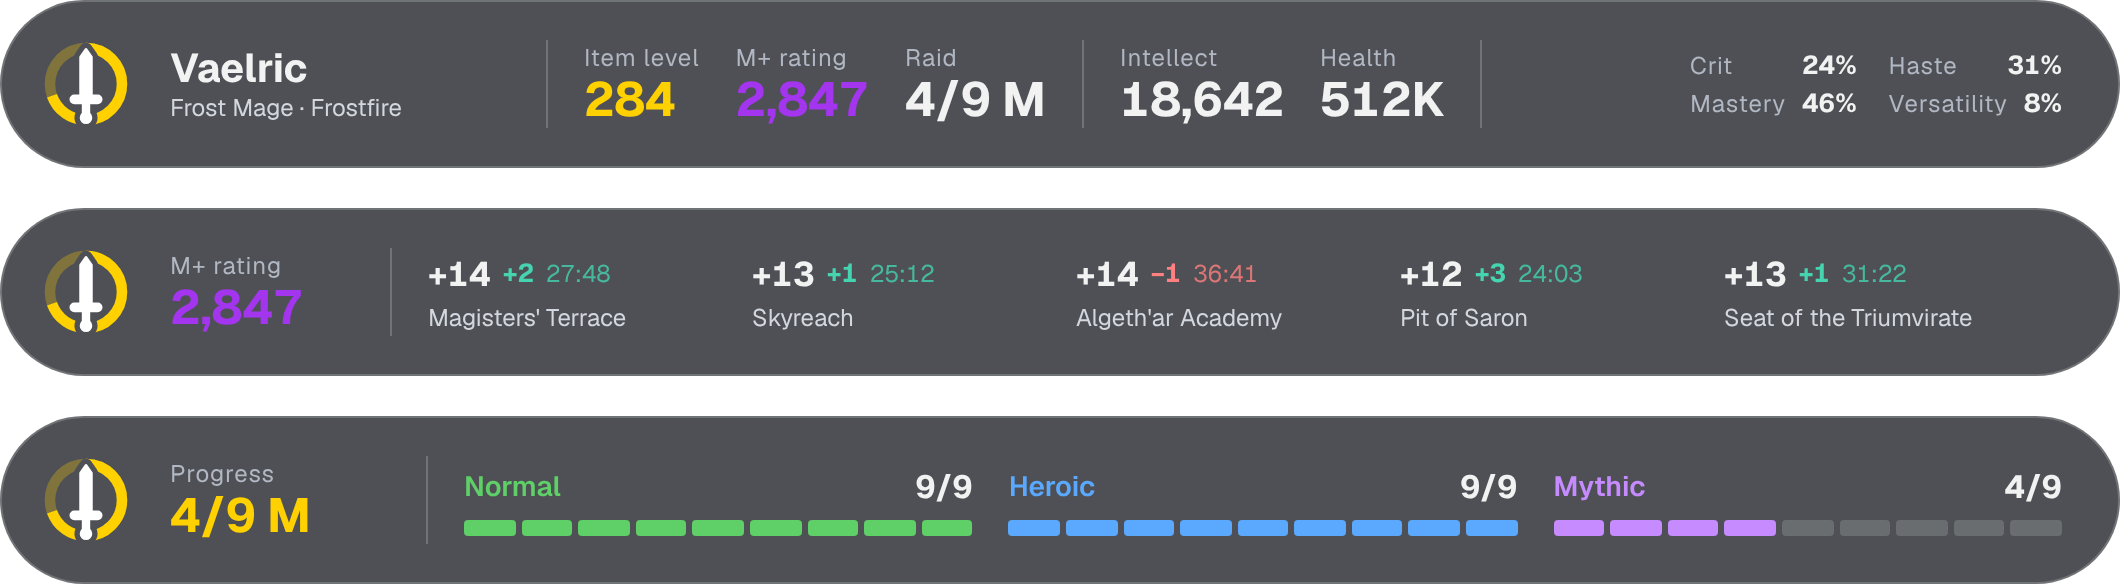 Vaelric
Frost Mage · Frostfire
Item level
284
M+ rating
2,847
Raid
4/9 M
Intellect
18,642
Health
512K
Crit 24%
Haste 31%
Mastery 46%
Versatility 8%
M+ rating
2,847
+14 +2 27:48
Magisters' Terrace
+13 +1 25:12
Skyreach
+14 −1 36:41
Algeth'ar Academy
+12 +3 24:03
Pit of Saron
+13 +1 31:22
Seat of the Triumvirate
Progress
4/9 M
Normal 9/9
Heroic 9/9
Mythic 4/9